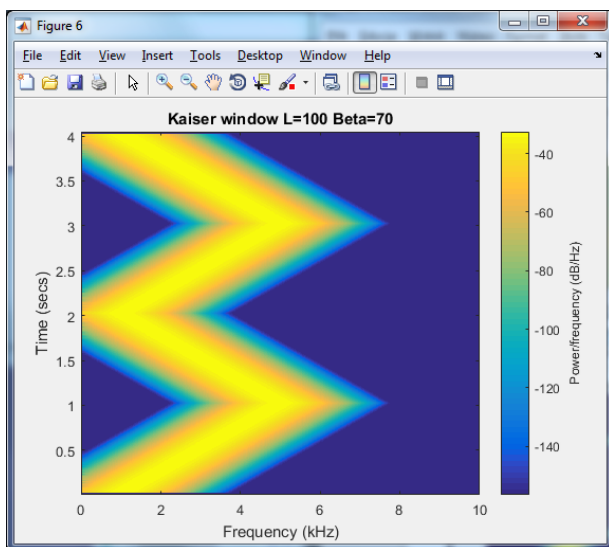 Figure 6
File Edit View Insert Tools Desktop Window Help
Kaiser window L=100 Beta=70
4
3.5
3
2.5
2
1.5
1
0.5
Time (secs)
0 2 4 6 8 10
Frequency (kHz)
-40
-60
-80
-100
-120
-140
Power/frequency (dB/Hz)